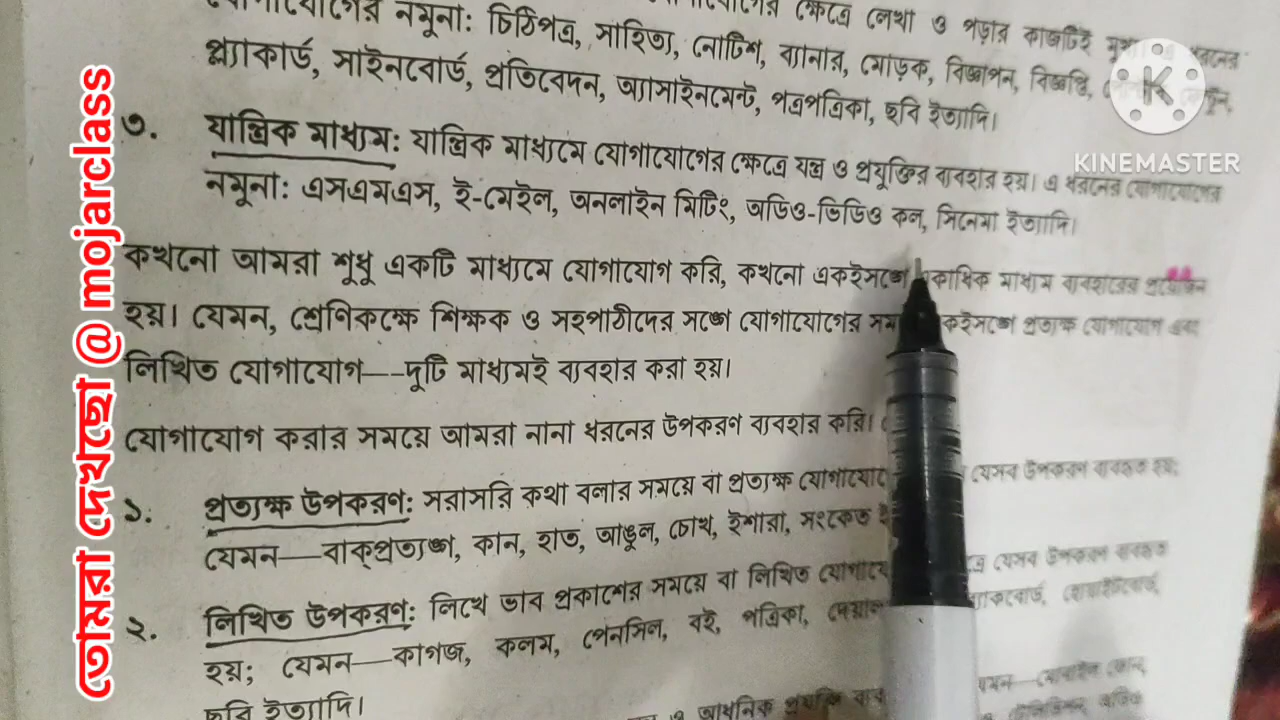 যোগাযোগের নমুনা: চিঠিপত্র, সাহিত্য, নোটিশ, ব্যানার, মোড়ক, বিজ্ঞাপন, বিজ্ঞপ্তি,
ক্ষেত্রে লেখা ও পড়ার কাজটিই
প্ল্যাকার্ড, সাইনবোর্ড, প্রতিবেদন, অ্যাসাইনমেন্ট, পত্রপত্রিকা, ছবি ইত্যাদি।
৩. যান্ত্রিক মাধ্যম: যান্ত্রিক মাধ্যমে যোগাযোগের ক্ষেত্রে যন্ত্র ও প্রযুক্তির ব্যবহার হয়। এ ধরনের যোগাযোগের
নমুনা: এসএমএস, ই-মেইল, অনলাইন মিটিং, অডিও-ভিডিও কল, সিনেমা ইত্যাদি।
কখনো আমরা শুধু একটি মাধ্যমে যোগাযোগ করি, কখনো একইসঙ্গে একাধিক মাধ্যম ব্যবহারের প্রয়োজন
হয়। যেমন, শ্রেণিকক্ষে শিক্ষক ও সহপাঠীদের সঙ্গে যোগাযোগের প্রত্যক্ষ যোগাযোগ এবং
লিখিত যোগাযোগ—-দুটি মাধ্যমই ব্যবহার করা হয়।
যোগাযোগ করার সময়ে আমরা নানা ধরনের উপকরণ ব্যবহার করি।
১. প্রত্যক্ষ উপকরণ: সরাসরি কথা বলার সময়ে বা প্রত্যক্ষ যেসব উপকরণ ব্যবহৃত হয়;
যেমন—বাক্‌প্রত্যঙ্গ, কান, হাত, আঙুল, চোখ, ইশারা, সংকেত
২. লিখিত উপকরণ: লিখে ভাব প্রকাশের সময়ে বা লিখিত যেসব উপকরণ ব্যবহৃত
হয়; যেমন—কাগজ, কলম, পেনসিল, বই, পত্রিকা, হোয়াইটবোর্ড,
ছবি ইত্যাদি।
ও আধুনিক প্রযুক্তি
তোমরা দেখছো @ mojarclass
K
KINEMASTER